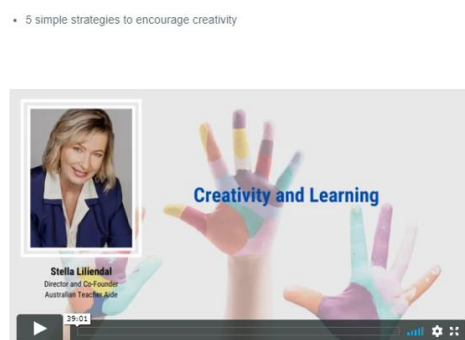 5 simple strategies to encourage creativity
Creativity and Learning
Stella Liliendal
Director and Co-Founder
Australian Teacher Aide
39:01